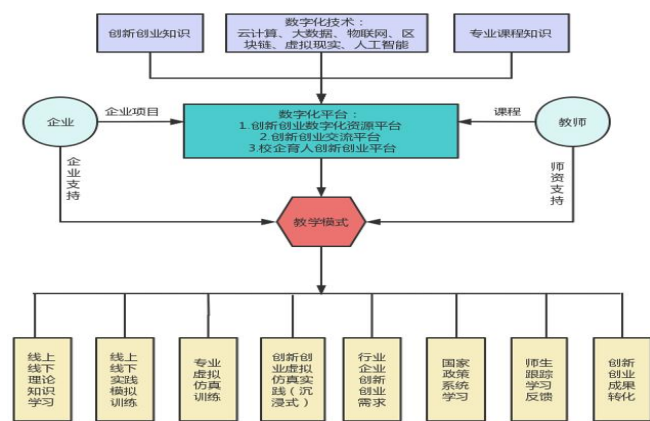 创新创业知识
数字化技术：
云计算、大数据、物联网、区
块链、虚拟现实、人工智能
专业课程知识
企业
企业项目
数字化平台：
1.创新创业数字化资源平台
2.创新创业交流平台
3.校企育人创新创业平台
课程
教师
企业支持
师资支持
教学模式
线上
线下
理论
知识
学习
线上
线下
实践
模拟
训练
专业
虚拟
仿真
训练
创新创
业虚拟
仿真实
践（沉
浸式）
行业
企业
创新
创业
需求
国家
政策
系统
学习
师生
跟踪
学习
反馈
创新
创业
成果
转化